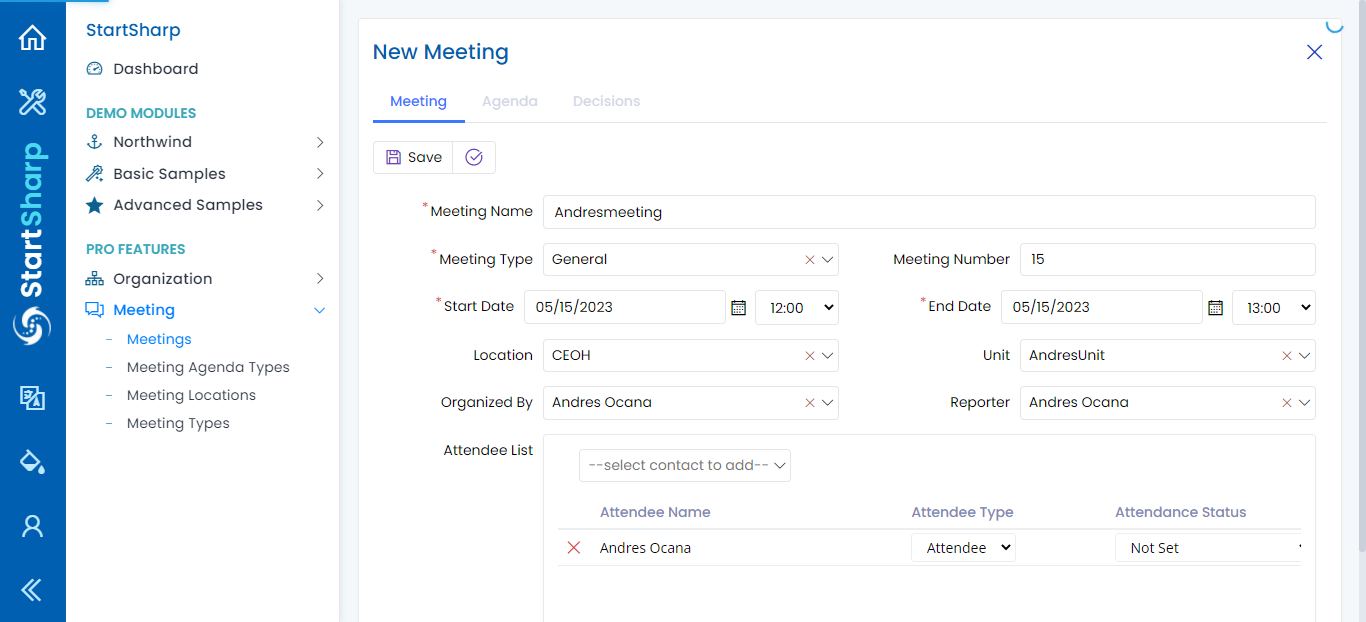 StartSharp
StartSharp
Dashboard
DEMO MODULES
Northwind
Basic Samples
Advanced Samples
PRO FEATURES
Organization
Meeting
Meetings
Meeting Agenda Types
Meeting Locations
Meeting Types
New Meeting
Meeting Agenda Decisions
Save
*Meeting Name Andresmeeting
*Meeting Type General Meeting Number 15
*Start Date 05/15/2023 12:00 *End Date 05/15/2023 13:00
Location CEOH Unit AndresUnit
Organized By Andres Ocana Reporter Andres Ocana
Attendee List
--select contact to add--
Attendee Name Attendee Type Attendance Status
Andres Ocana Attendee Not Set